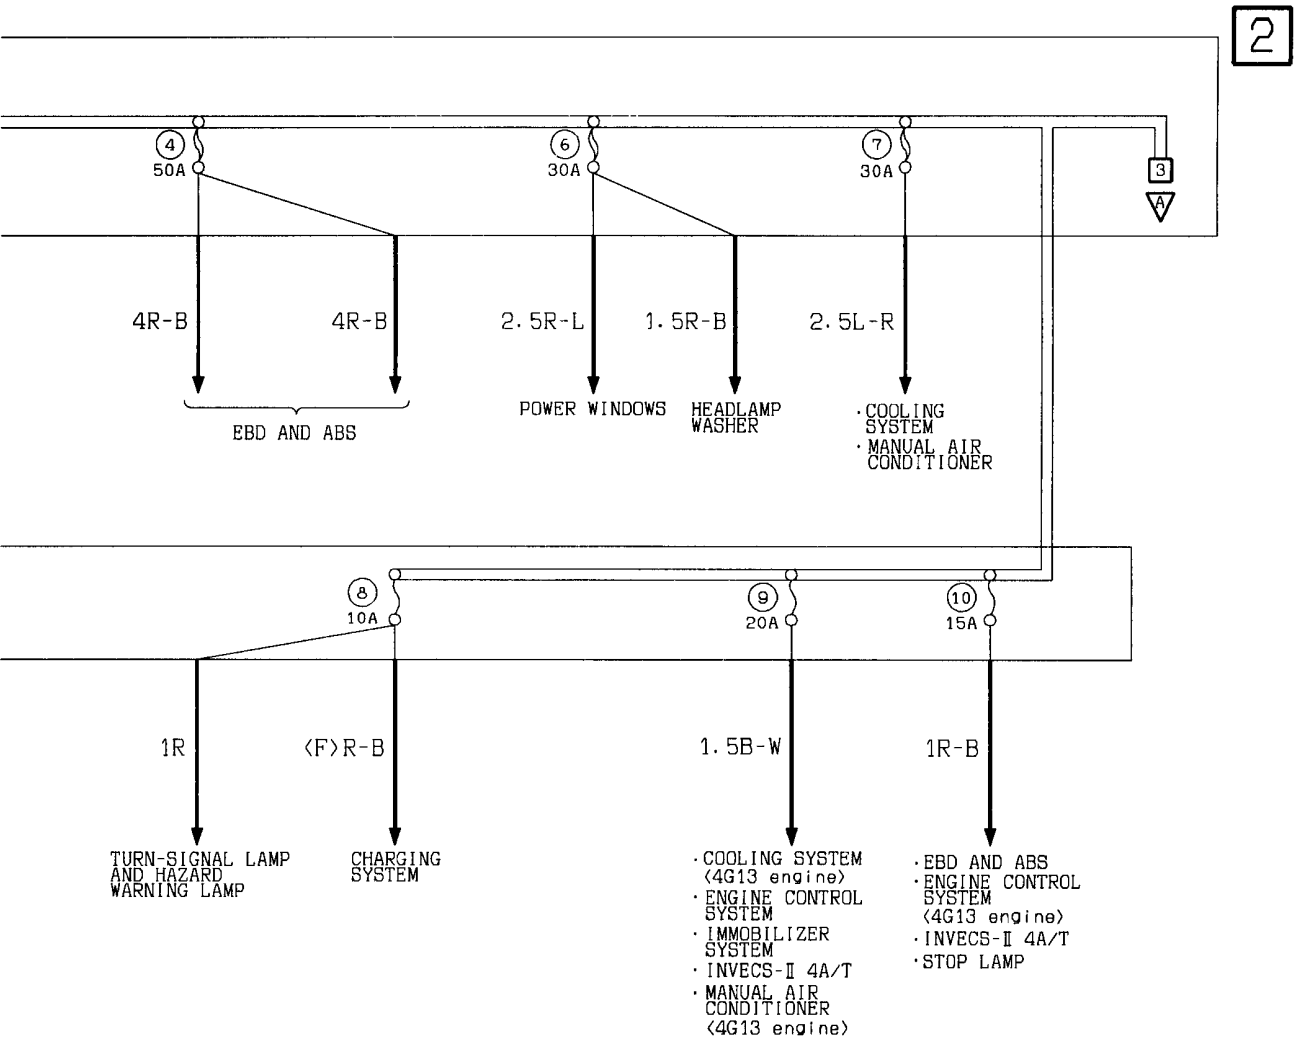 2
4
50A
6
30A
7
30A
3
A
4R-B
4R-B
2.5R-L
1.5R-B
2.5L-R
EBD AND ABS
POWER WINDOWS
HEADLAMP
WASHER
·COOLING
SYSTEM
·MANUAL AIR
CONDITIONER
8
10A
9
20A
10
15A
1R
<F>R-B
1.5B-W
1R-B
TURN-SIGNAL LAMP
AND HAZARD
WARNING LAMP
CHARGING
SYSTEM
·COOLING SYSTEM
<4G13 engine>
·ENGINE CONTROL
SYSTEM
·IMMOBILIZER
SYSTEM
·INVECS-Ⅱ 4A/T
·MANUAL AIR
CONDITIONER
<4G13 engine>
·EBD AND ABS
·ENGINE CONTROL
SYSTEM
<4G13 engine>
·INVECS-Ⅱ 4A/T
·STOP LAMP